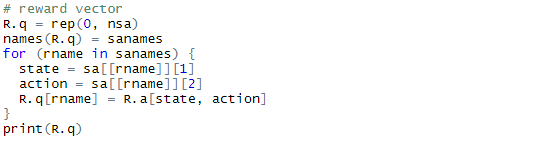 # reward vector
R.q = rep(0, nsa)
names(R.q) = sanames
for (rname in sanames) {
  state = sa[[rname]][1]
  action = sa[[rname]][2]
  R.q[rname] = R.a[state, action]
}
print(R.q)